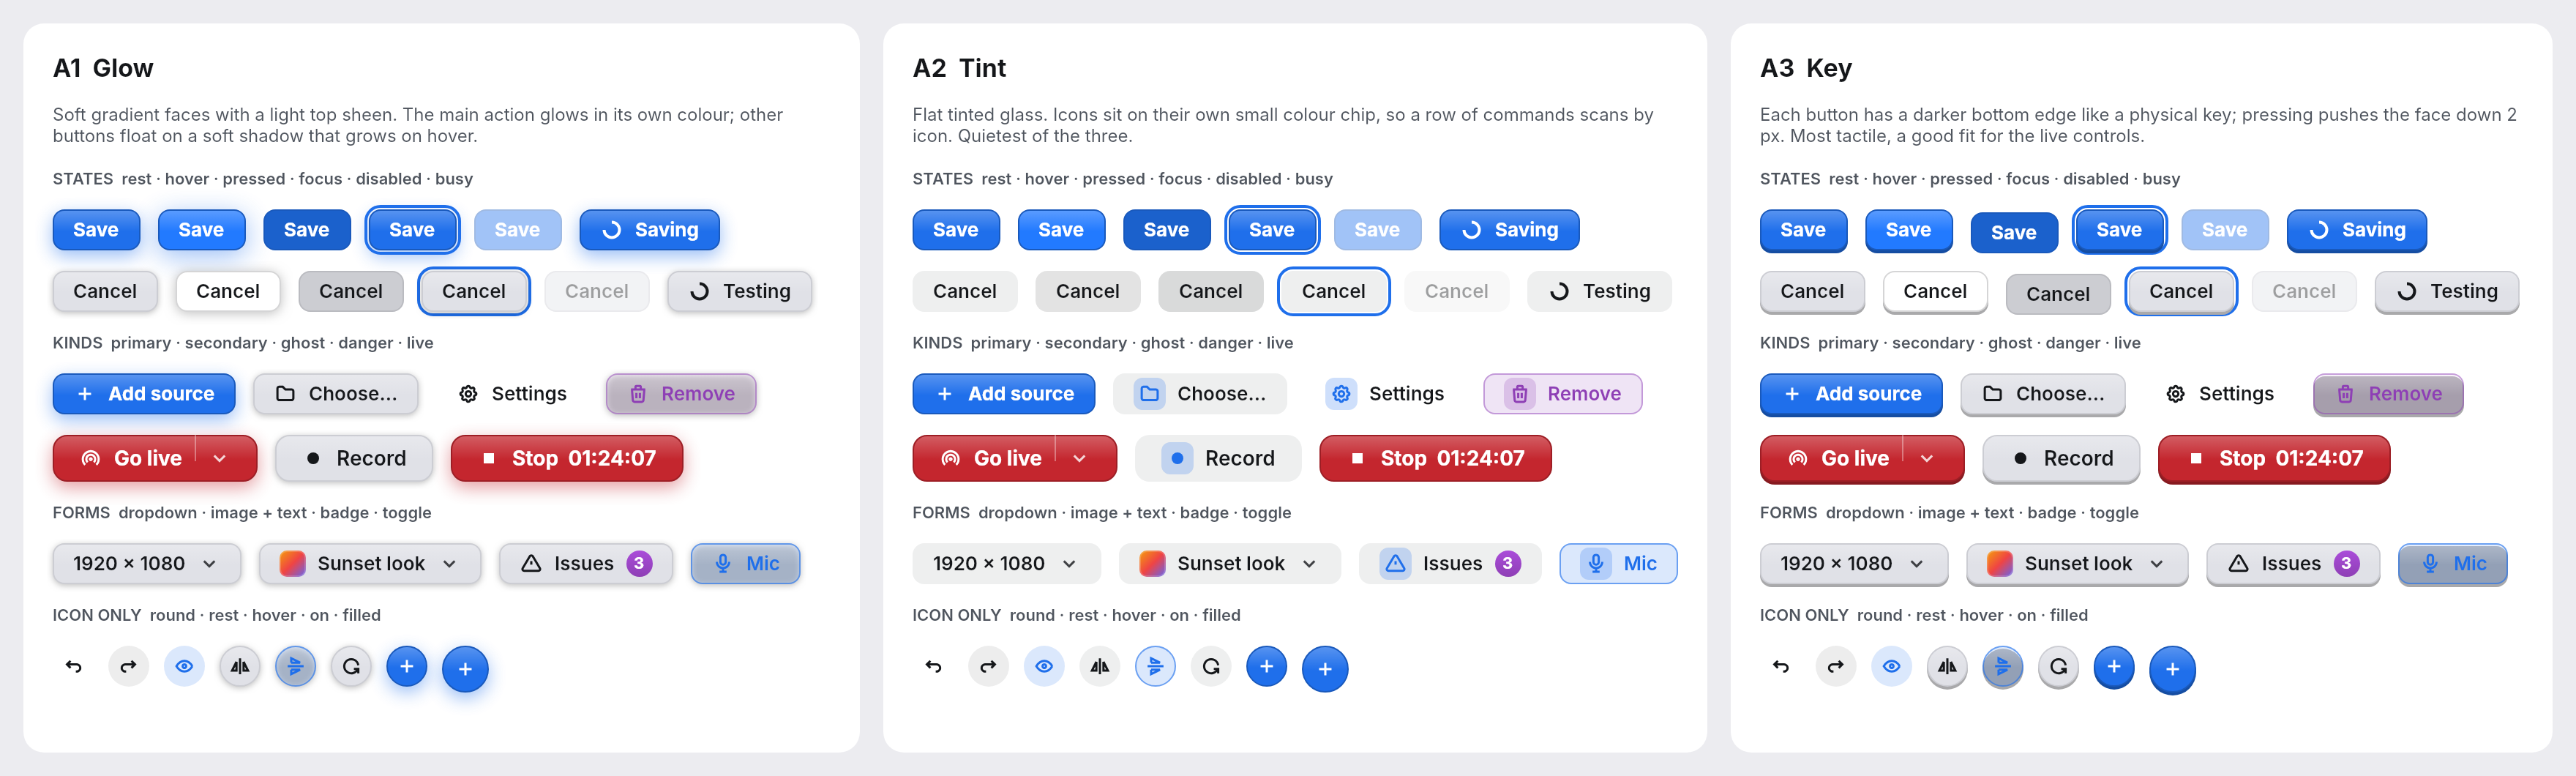 A1 Glow
Soft gradient faces with a light top sheen. The main action glows in its own colour; other
buttons float on a soft shadow that grows on hover.
STATES rest · hover · pressed · focus · disabled · busy
Save Save Save Save Save Saving
Cancel Cancel Cancel Cancel Cancel Testing
KINDS primary · secondary · ghost · danger · live
Add source Choose... Settings Remove
Go live Record Stop 01:24:07
FORMS dropdown · image + text · badge · toggle
1920 × 1080 Sunset look Issues 3 Mic
ICON ONLY round · rest · hover · on · filled
A2 Tint
Flat tinted glass. Icons sit on their own small colour chip, so a row of commands scans by
icon. Quietest of the three.
STATES rest · hover · pressed · focus · disabled · busy
Save Save Save Save Save Saving
Cancel Cancel Cancel Cancel Cancel Testing
KINDS primary · secondary · ghost · danger · live
Add source Choose... Settings Remove
Go live Record Stop 01:24:07
FORMS dropdown · image + text · badge · toggle
1920 × 1080 Sunset look Issues 3 Mic
ICON ONLY round · rest · hover · on · filled
A3 Key
Each button has a darker bottom edge like a physical key; pressing pushes the face down 2
px. Most tactile, a good fit for the live controls.
STATES rest · hover · pressed · focus · disabled · busy
Save Save Save Save Save Saving
Cancel Cancel Cancel Cancel Cancel Testing
KINDS primary · secondary · ghost · danger · live
Add source Choose... Settings Remove
Go live Record Stop 01:24:07
FORMS dropdown · image + text · badge · toggle
1920 × 1080 Sunset look Issues 3 Mic
ICON ONLY round · rest · hover · on · filled